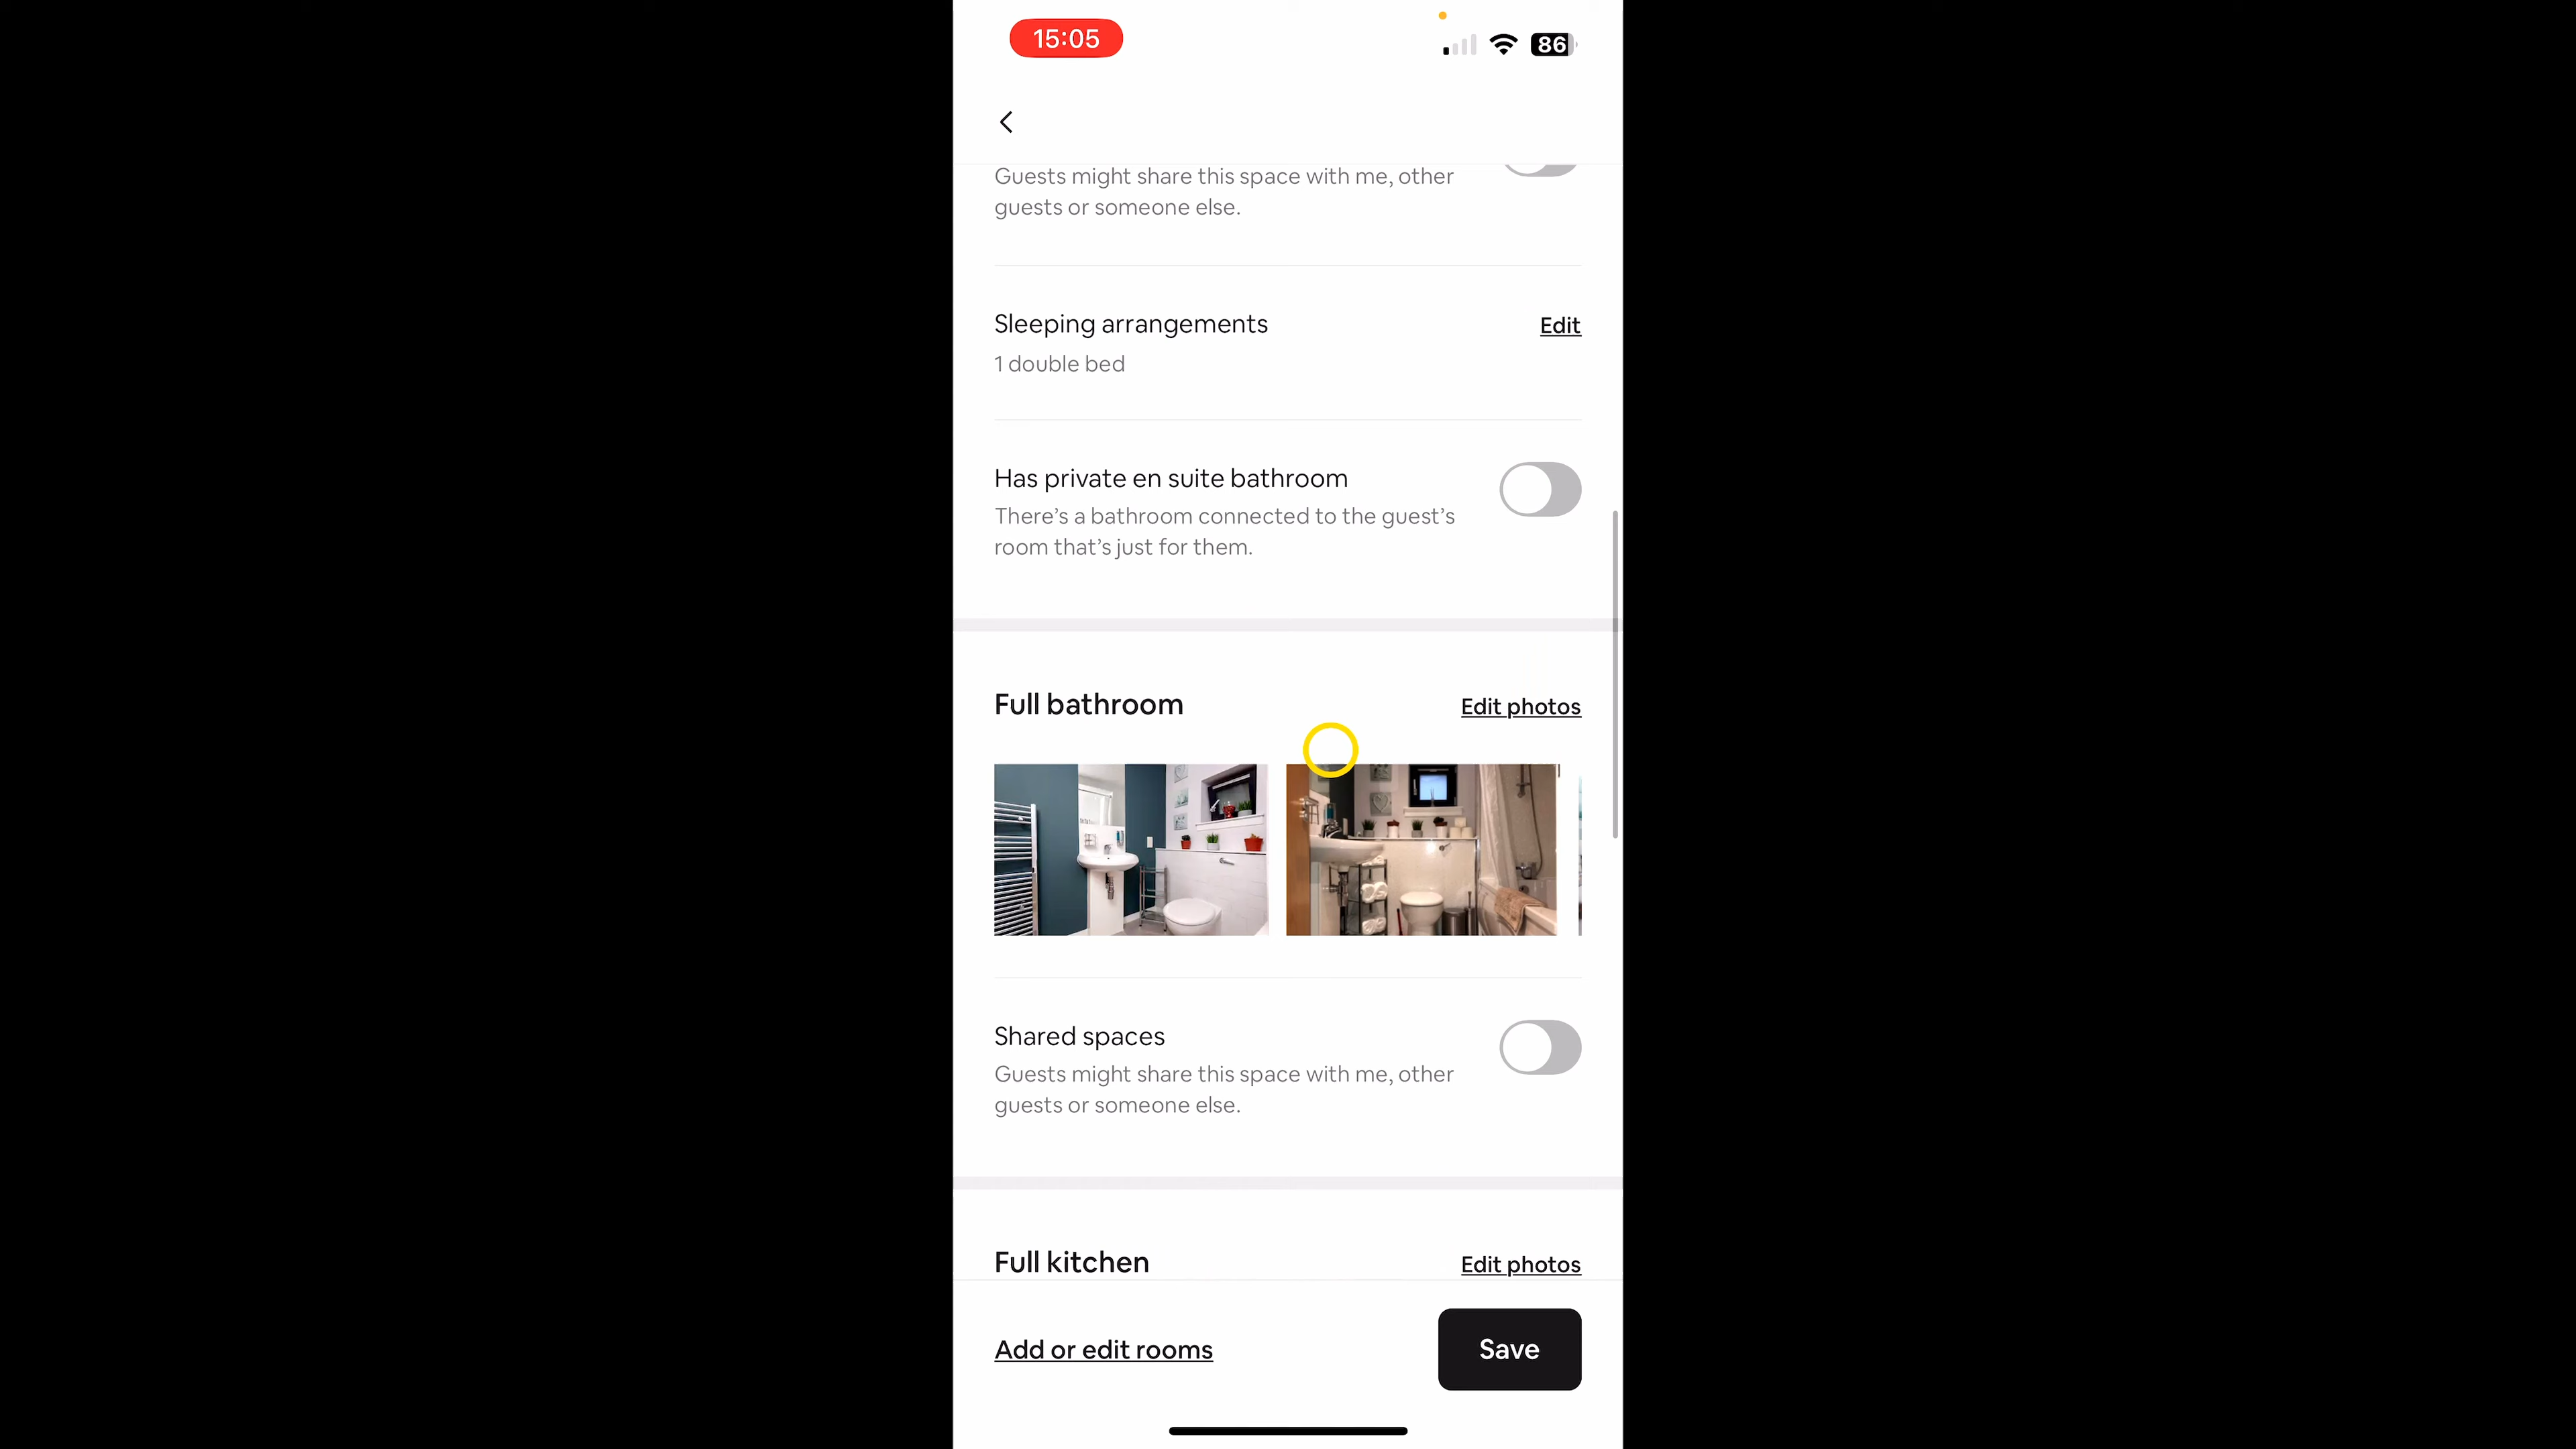 15:05
86
Guests might share this space with me, other
guests or someone else.
Sleeping arrangements
Edit
1 double bed
Has private en suite bathroom
There's a bathroom connected to the guest's
room that's just for them.
Full bathroom
Edit photos
Shared spaces
Guests might share this space with me, other
guests or someone else.
Full kitchen
Edit photos
Add or edit rooms
Save